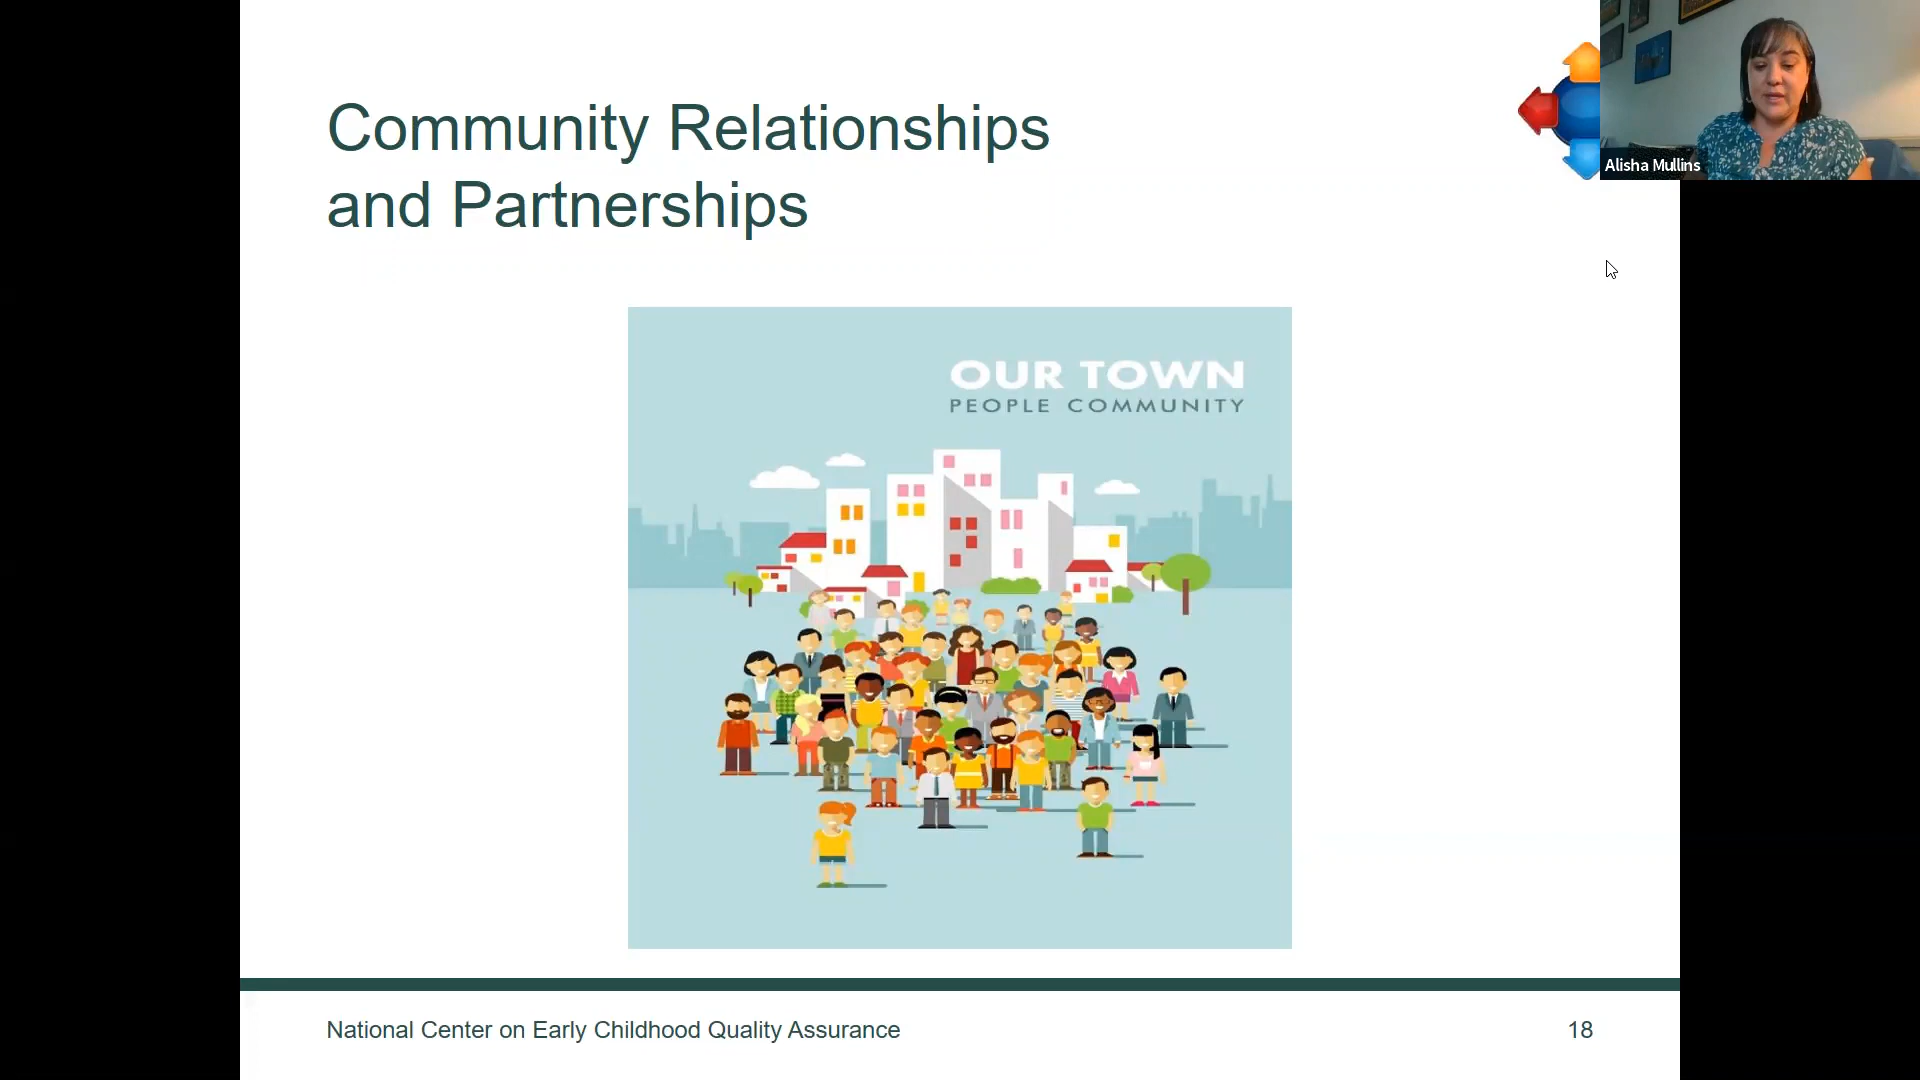 Community Relationships
and Partnerships
Alisha Mullins
OUR TOWN
PEOPLE COMMUNITY
National Center on Early Childhood Quality Assurance
18